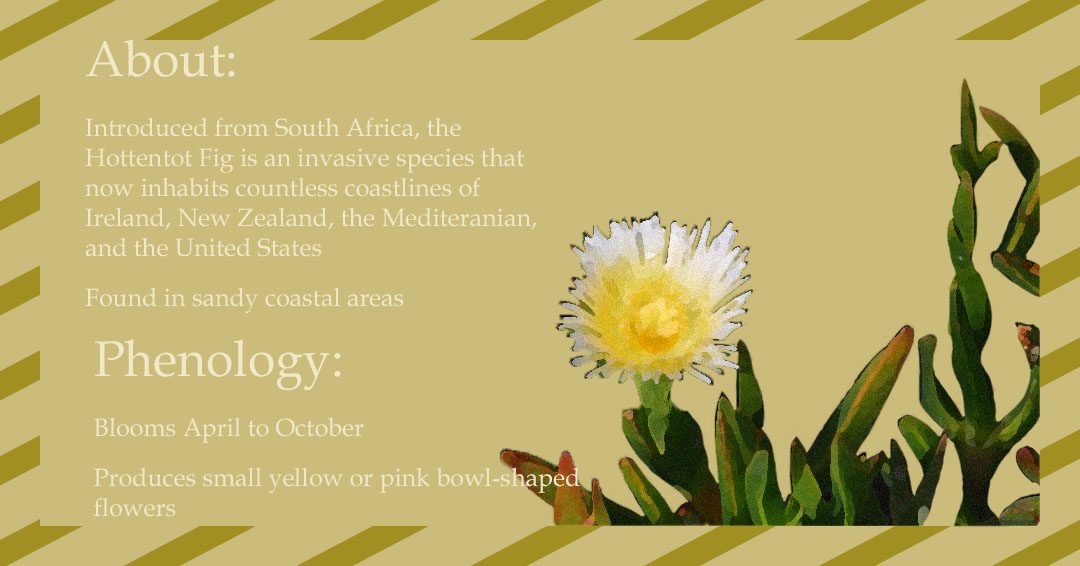 About:
Introduced from South Africa, the
Hottentot Fig is an invasive species that
now inhabits countless coastlines of
Ireland, New Zealand, the Mediteranian,
and the United States
Found in sandy coastal areas
Phenology:
Blooms April to October
Produces small yellow or pink bowl-shaped
flowers